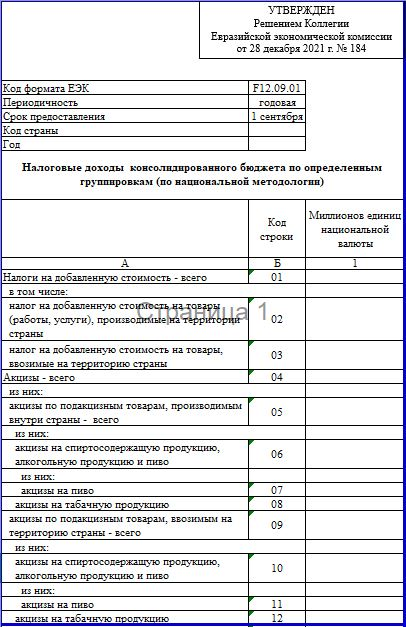 УТВЕРЖДЕН
Решением Коллегии
Евразийской экономической комиссии
от 28 декабря 2021 г. № 184
Код формата ЕЭК F12.09.01
Периодичность годовая
Срок предоставления 1 сентября
Код страны
Год
Налоговые доходы консолидированного бюджета по определенным
группировкам (по национальной методологии)
Код
строки
Миллионов единиц
национальной
валюты
А Б 1
Налоги на добавленную стоимость - всего 01
в том числе:
налог на добавленную стоимость на товары
(работы, услуги), производимые на территории
страны
02
налог на добавленную стоимость на товары,
ввозимые на территорию страны
03
Акцизы - всего 04
из них:
акцизы по подакцизным товарам, производимым
внутри страны - всего
05
из них:
акцизы на спиртосодержащую продукцию,
алкогольную продукцию и пиво
06
из них:
акцизы на пиво 07
акцизы на табачную продукцию 08
акцизы по подакцизным товарам, ввозимым на
территорию страны - всего
09
из них:
акцизы на спиртосодержащую продукцию,
алкогольную продукцию и пиво
10
из них:
акцизы на пиво 11
акцизы на табачную продукцию 12
Страница 1